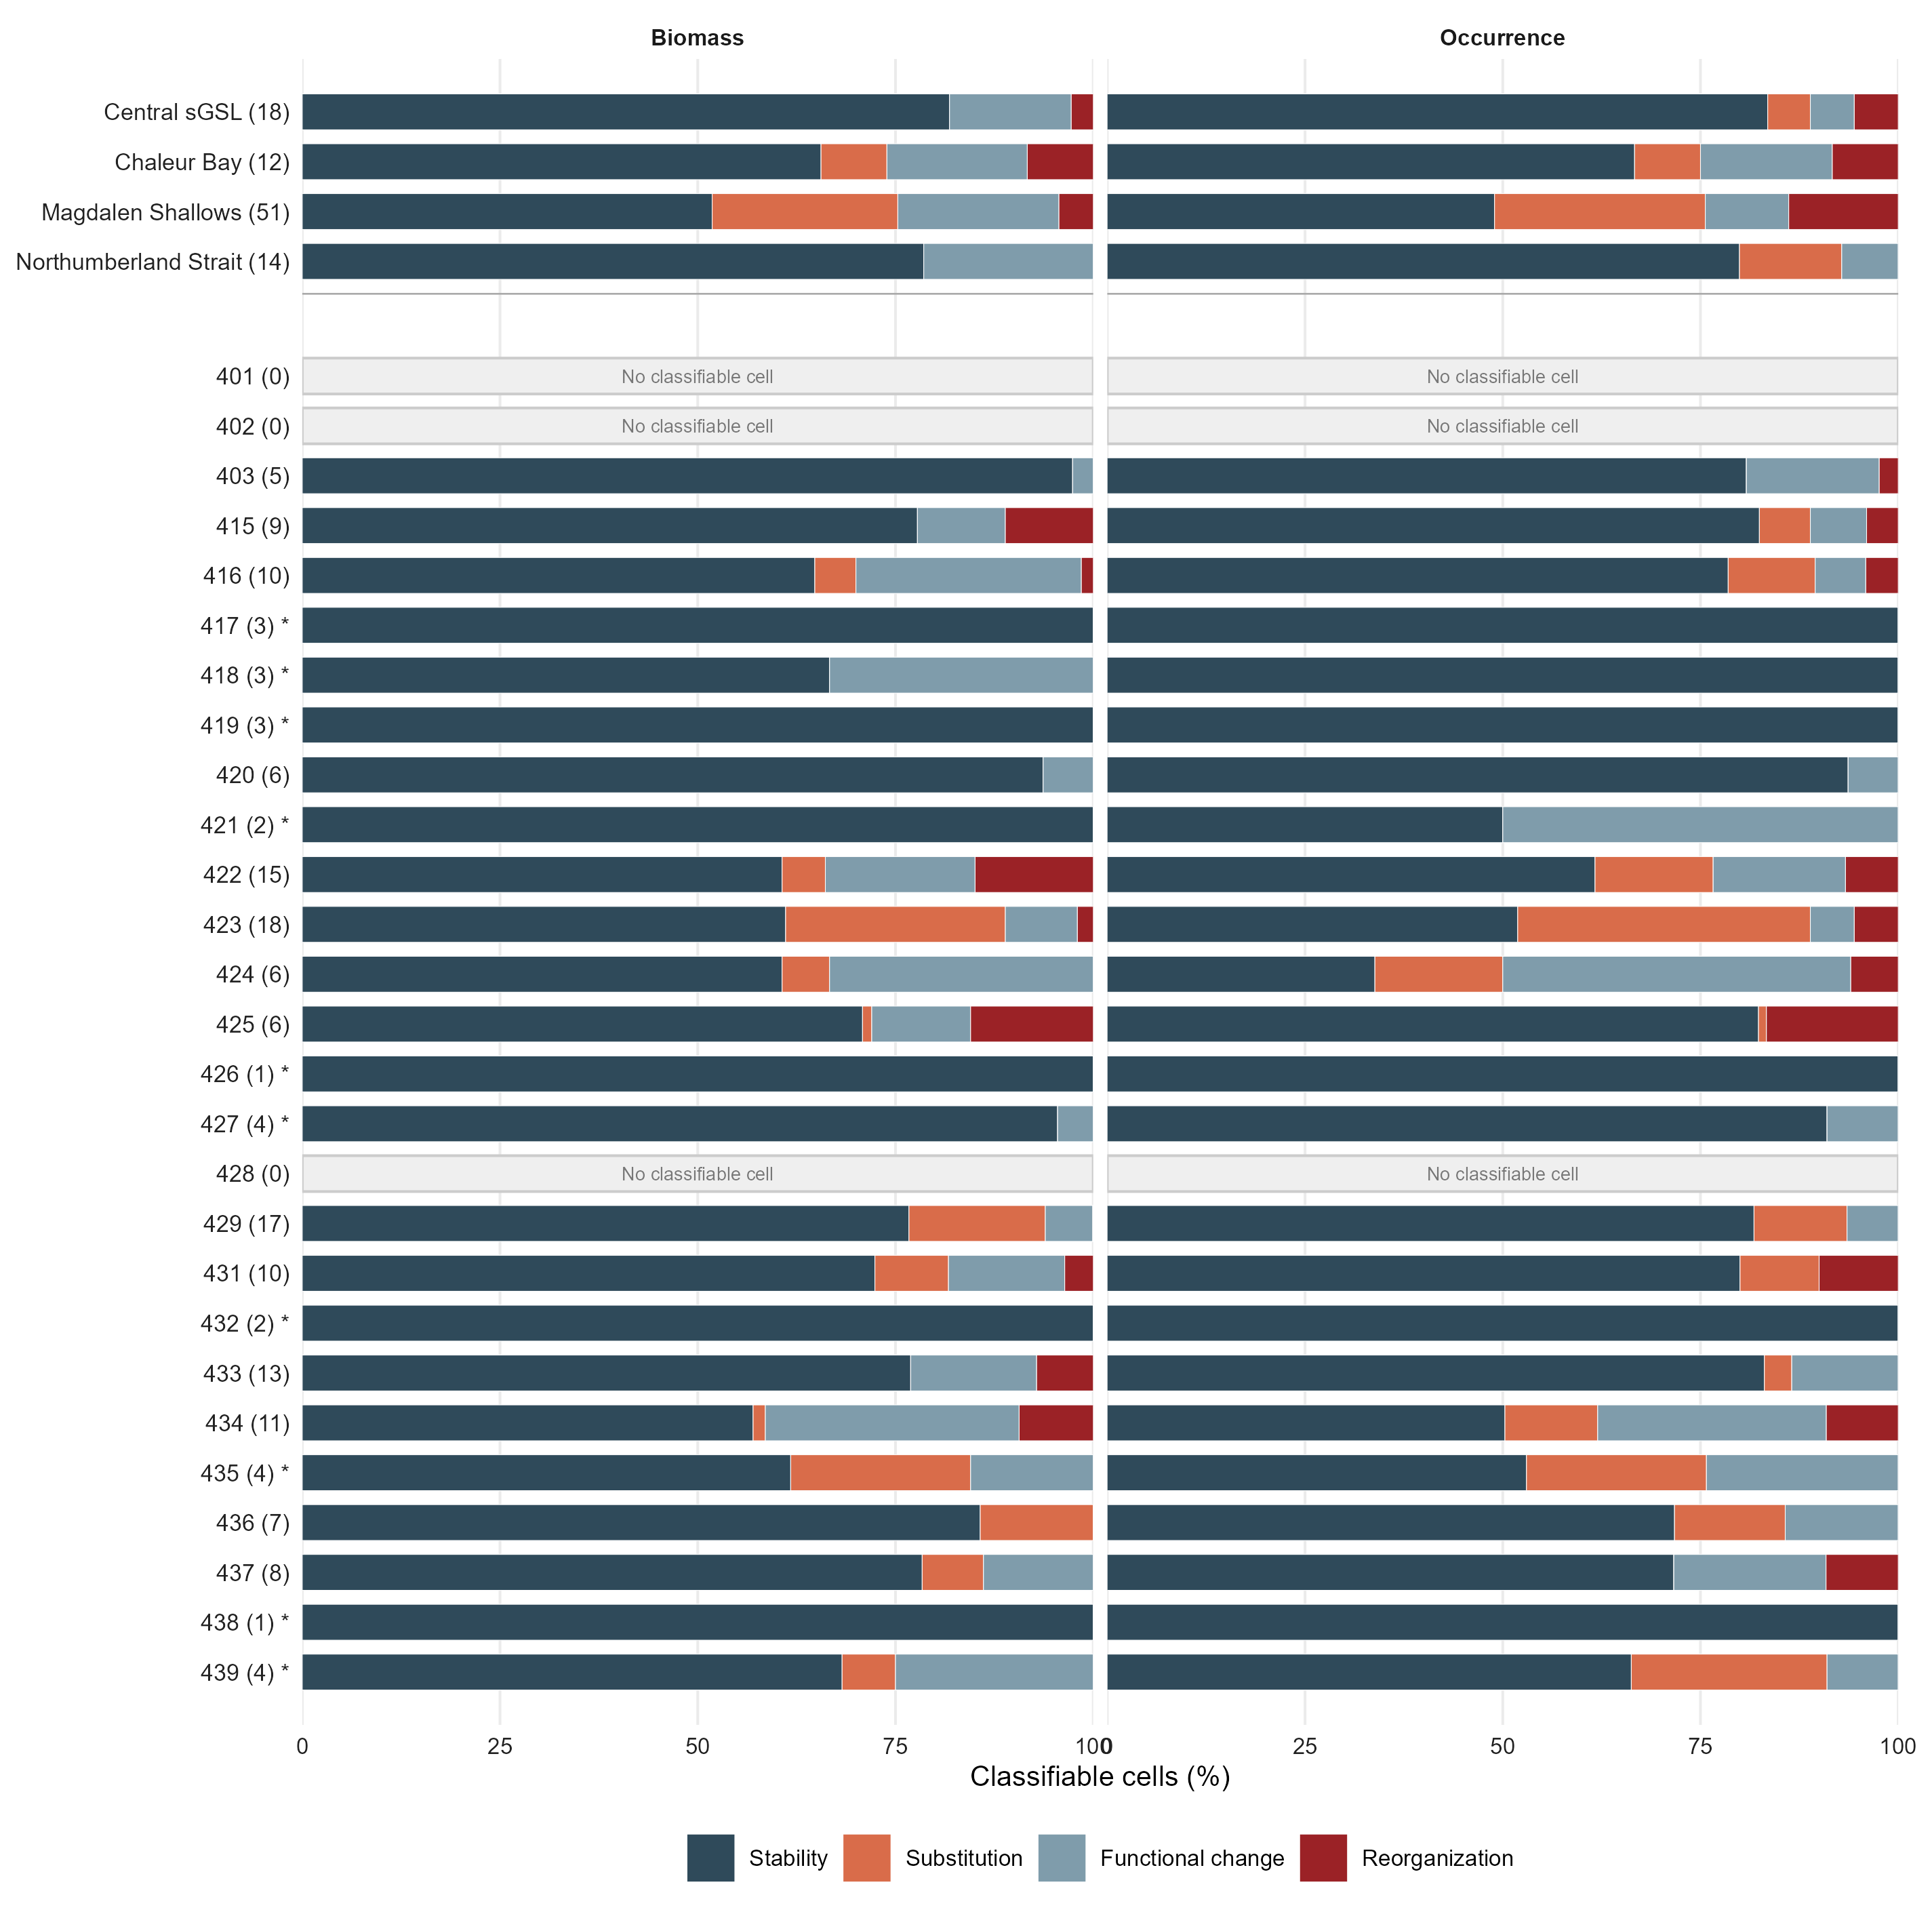 Biomass Occurrence
Central sGSL (18)
Chaleur Bay (12)
Magdalen Shallows (51)
Northumberland Strait (14)
401 (0) No classifiable cell No classifiable cell
402 (0) No classifiable cell No classifiable cell
403 (5)
415 (9)
416 (10)
417 (3) *
418 (3) *
419 (3) *
420 (6)
421 (2) *
422 (15)
423 (18)
424 (6)
425 (6)
426 (1) *
427 (4) *
428 (0) No classifiable cell No classifiable cell
429 (17)
431 (10)
432 (2) *
433 (13)
434 (11)
435 (4) *
436 (7)
437 (8)
438 (1) *
439 (4) *
0 25 50 75 100 0 25 50 75 100
Classifiable cells (%)
Stability Substitution Functional change Reorganization